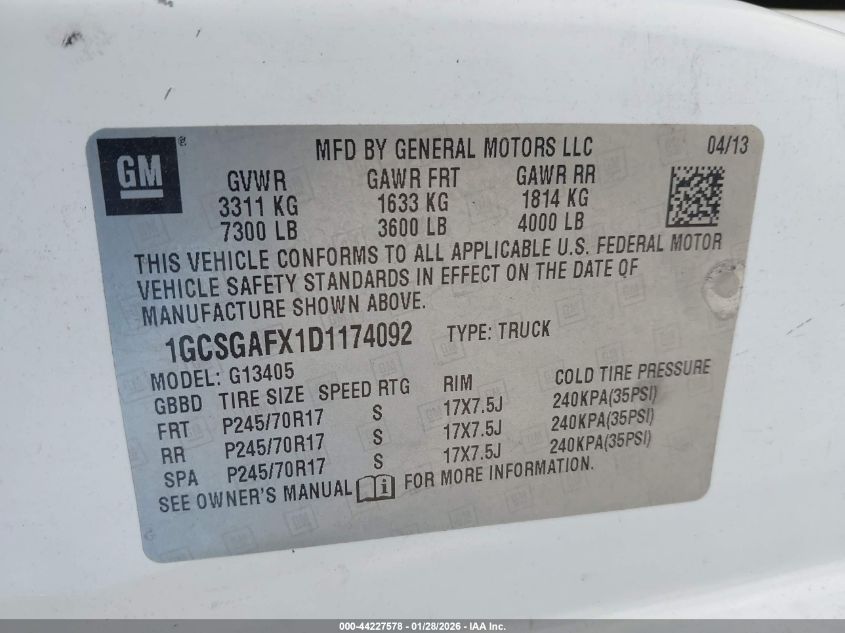 GM ®
MFD BY GENERAL MOTORS LLC 04/13
GVWR GAWR FRT GAWR RR
3311 KG 1633 KG 1814 KG
7300 LB 3600 LB 4000 LB
THIS VEHICLE CONFORMS TO ALL APPLICABLE U.S. FEDERAL MOTOR
VEHICLE SAFETY STANDARDS IN EFFECT ON THE DATE OF
MANUFACTURE SHOWN ABOVE.
1GCSGAFX1D1174092 TYPE: TRUCK
MODEL: G13405
GBBD TIRE SIZE SPEED RTG RIM COLD TIRE PRESSURE
FRT P245/70R17 S 17X7.5J 240KPA(35PSI)
RR P245/70R17 S 17X7.5J 240KPA(35PSI)
SPA P245/70R17 S 17X7.5J 240KPA(35PSI)
SEE OWNER'S MANUAL i FOR MORE INFORMATION.
000-44227578 - 01/28/2026 - IAA Inc.